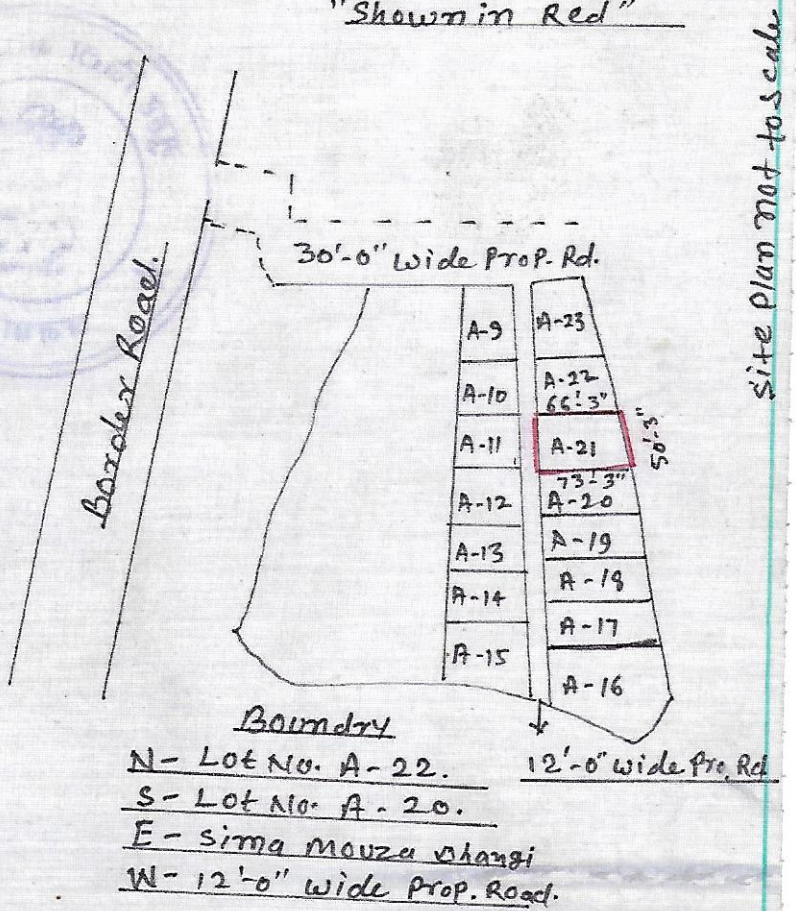 "Shown in Red"
site plan not to scale
Border Road.
30'-0" wide Prop. Rd.
A-9
A-23
A-10
A-22
66'-3"
A-11
A-21
50'-3"
73'-3"
A-12
A-20
A-13
A-19
A-14
A-18
A-17
A-15
A-16
Boundry
12'-0" wide Pro, Rd
N- Lot No. A-22.
S- Lot No. A-20.
E- Sima Mouza
W- 12'-0" wide Prop. Road.